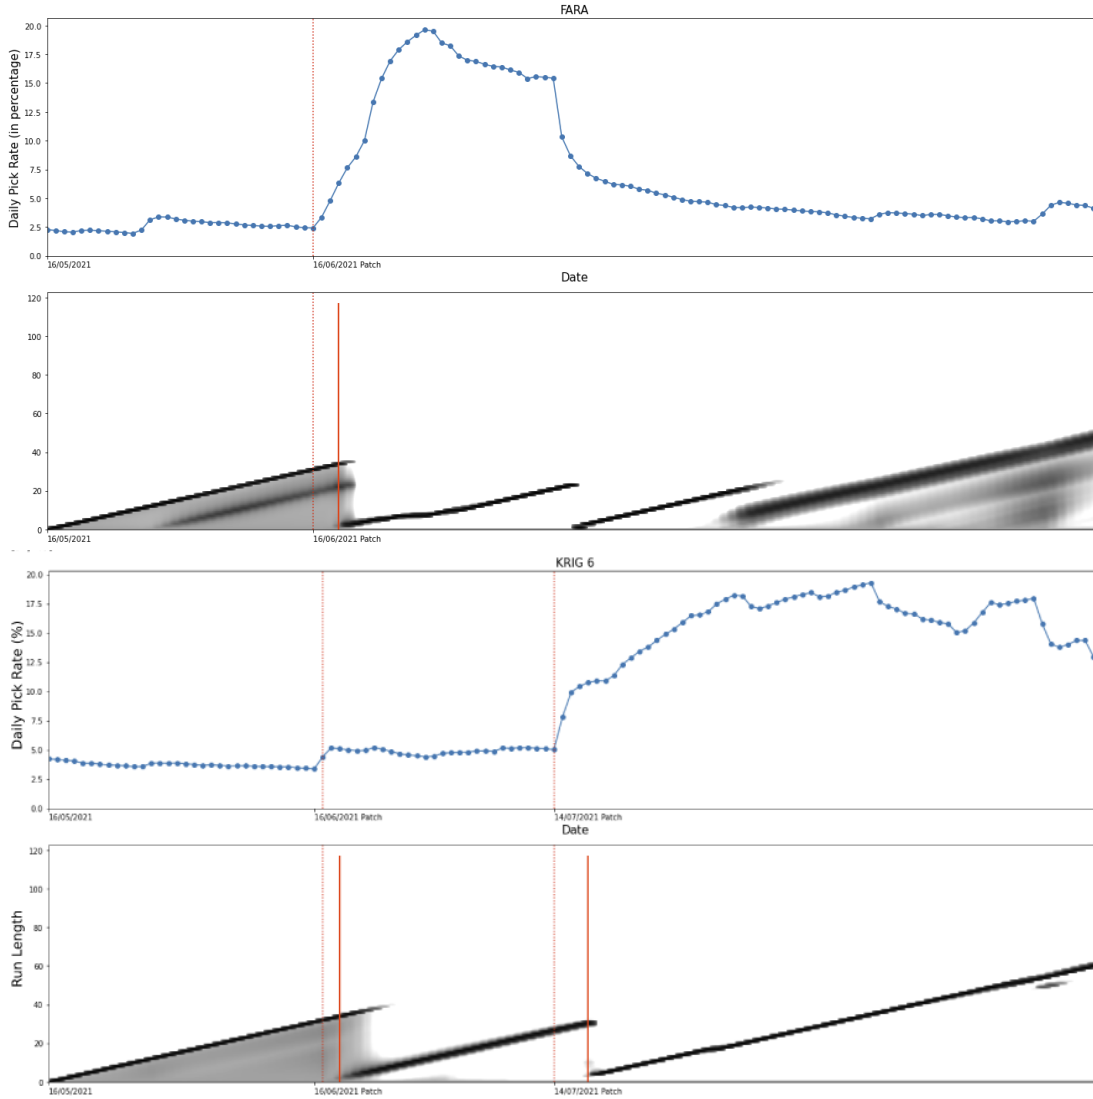 FARA
Daily Pick Rate (in percentage)
20.0
17.5
15.0
12.5
10.0
7.5
5.0
2.5
0.0
16/05/2021
16/06/2021 Patch
Date
120
100
80
60
40
20
0
16/05/2021
16/06/2021 Patch
KRIG 6
Daily Pick Rate (%)
20.0
17.5
15.0
12.5
10.0
7.5
5.0
2.5
0.0
16/05/2021
16/06/2021 Patch
14/07/2021 Patch
Date
Run Length
120
100
80
60
40
20
0
16/05/2021
16/06/2021 Patch
14/07/2021 Patch